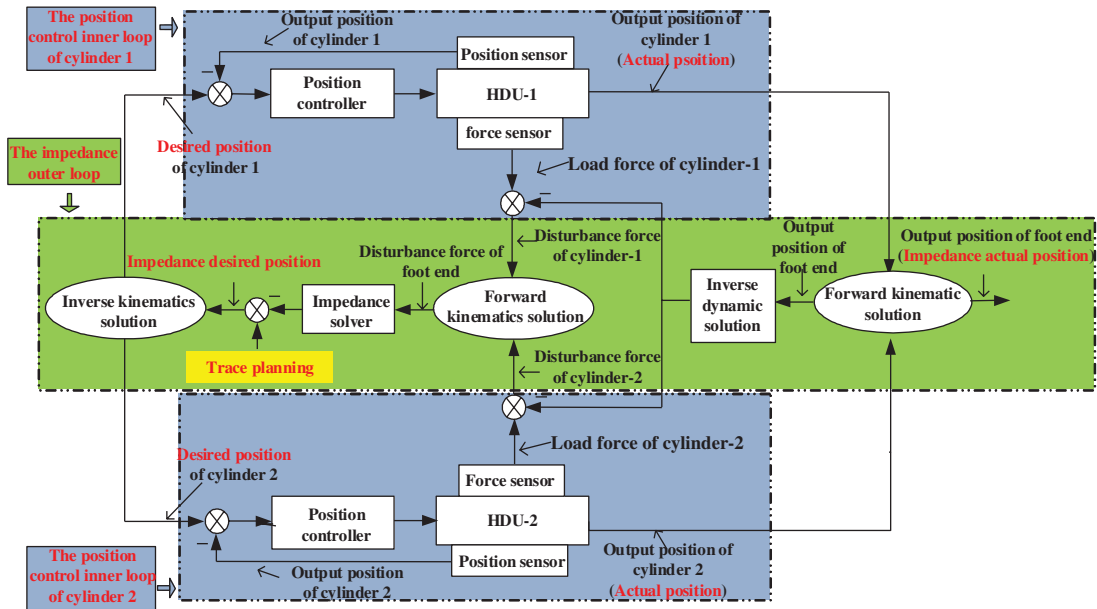 The position
control inner loop
of cylinder 1
Output position
of cylinder 1
Output position of
cylinder 1
(Actual psoition)
Position sensor
Position
controller
HDU-1
force sensor
Desired position
of cylinder 1
Load force of cylinder-1
The impedance
outer loop
Impedance desired position
Disturbance force of
foot end
Disturbance force
of cylinder-1
Output
position of
foot end
Output position of foot end
(Impedance actual position)
Inverse kinematics
solution
Impedance
solver
Forward
kinematics solution
Inverse
dynamic
solution
Forward kinematic
solution
Trace planning
Disturbance force
of cylinder-2
Load force of cylinder-2
Desired position
of cylinder 2
Force sensor
Position
controller
HDU-2
Position sensor
Output position
of cylinder 2
Output position of
cylinder 2
(Actual position)
The position
control inner loop
of cylinder 2